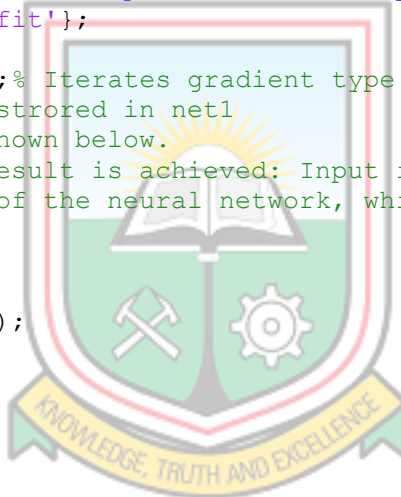 fit'};
;% Iterates gradient type
strored in net1
nown below.
esult is achieved: Input
of the neural network, whi
);
KNOWLEDGE, TRUTH AND EXCELLENCE